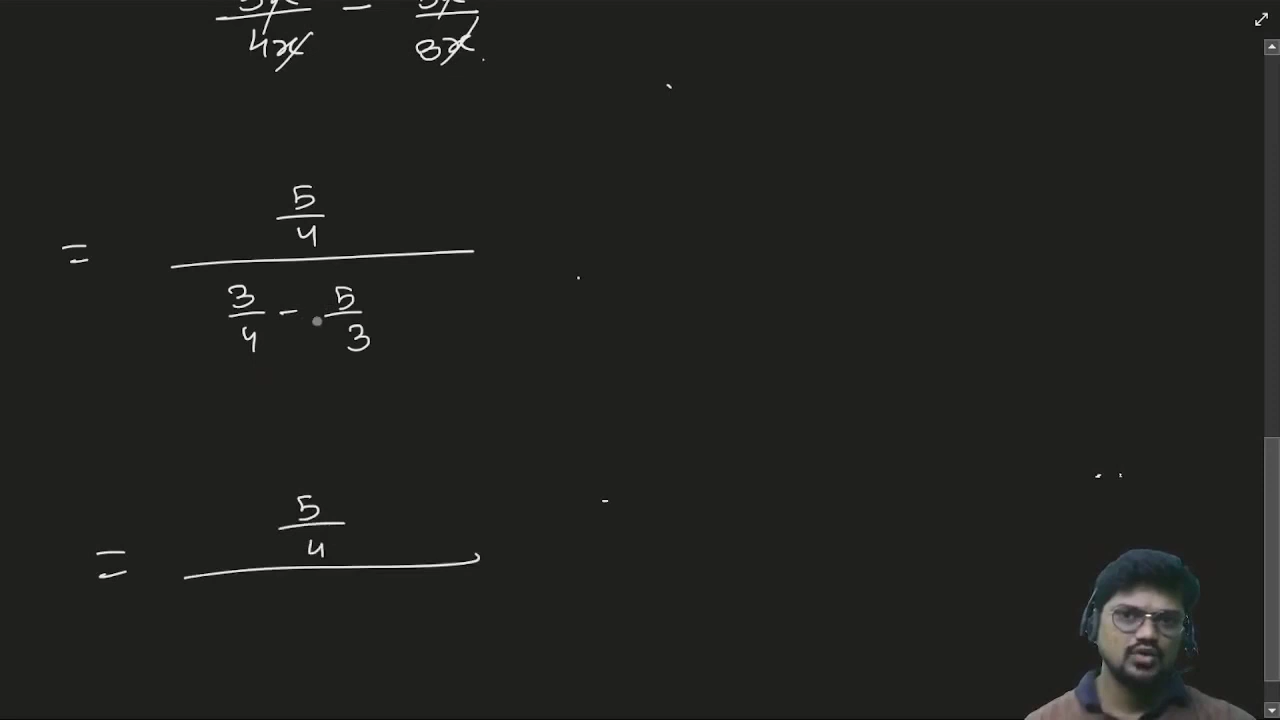 4x - 8x
= 5/4
3/4 - 5/3
= 5/4